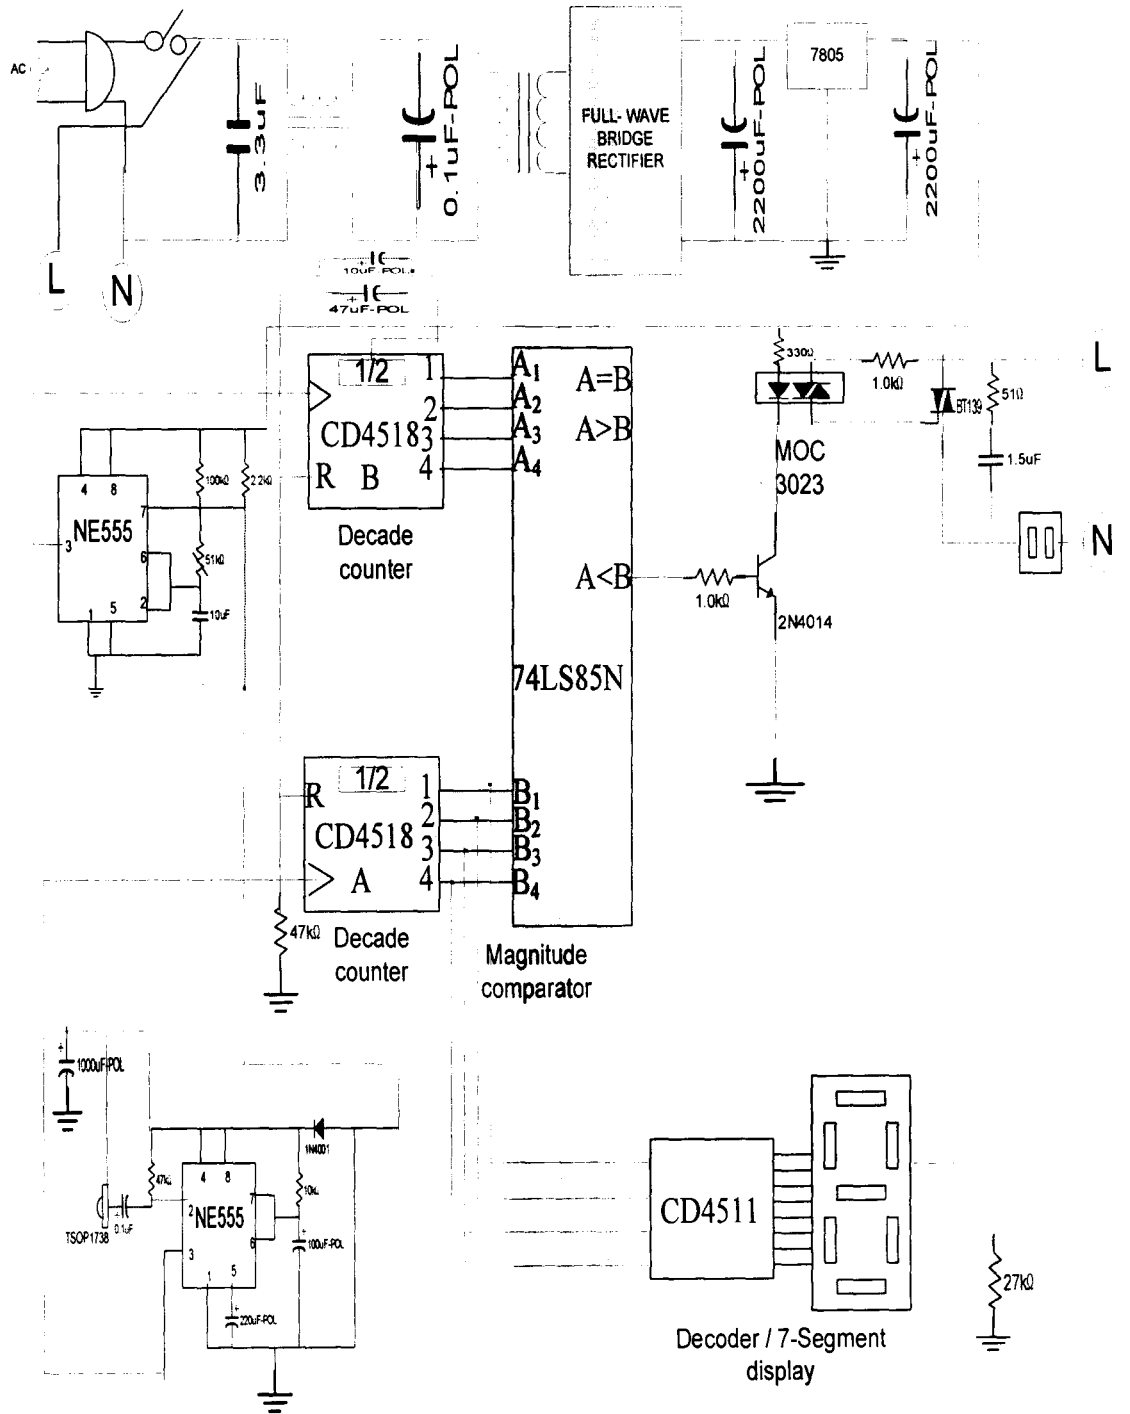 AC
3.3uF
0.1uF-POL
FULL-WAVE
BRIDGE
RECTIFIER
2200uF-POL
7805
2200uF-POL
L
N
10uF-POL
47uF-POL
1/2
1
2
3
4
CD4518
R B
Decade
counter
A1
A2
A3
A4
A=B
A>B
A<B
74LS85N
330Ω
1.0kΩ
MOC
3023
BT139
51Ω
1.5uF
L
N
1.0kΩ
2N4014
4
8
NE555
3
7
6
2
1
5
100kΩ
2.2kΩ
51kΩ
10uF
1/2
R
CD4518
A
1
2
3
4
B1
B2
B3
B4
47kΩ
Decade
counter
Magnitude
comparator
1000uF-POL
1N4001
47kΩ
4
8
2
NE555
7
6
3
1
5
10kΩ
100uF-POL
TSOP1738
0.1uF
220uF-POL
CD4511
27kΩ
Decoder / 7-Segment
display